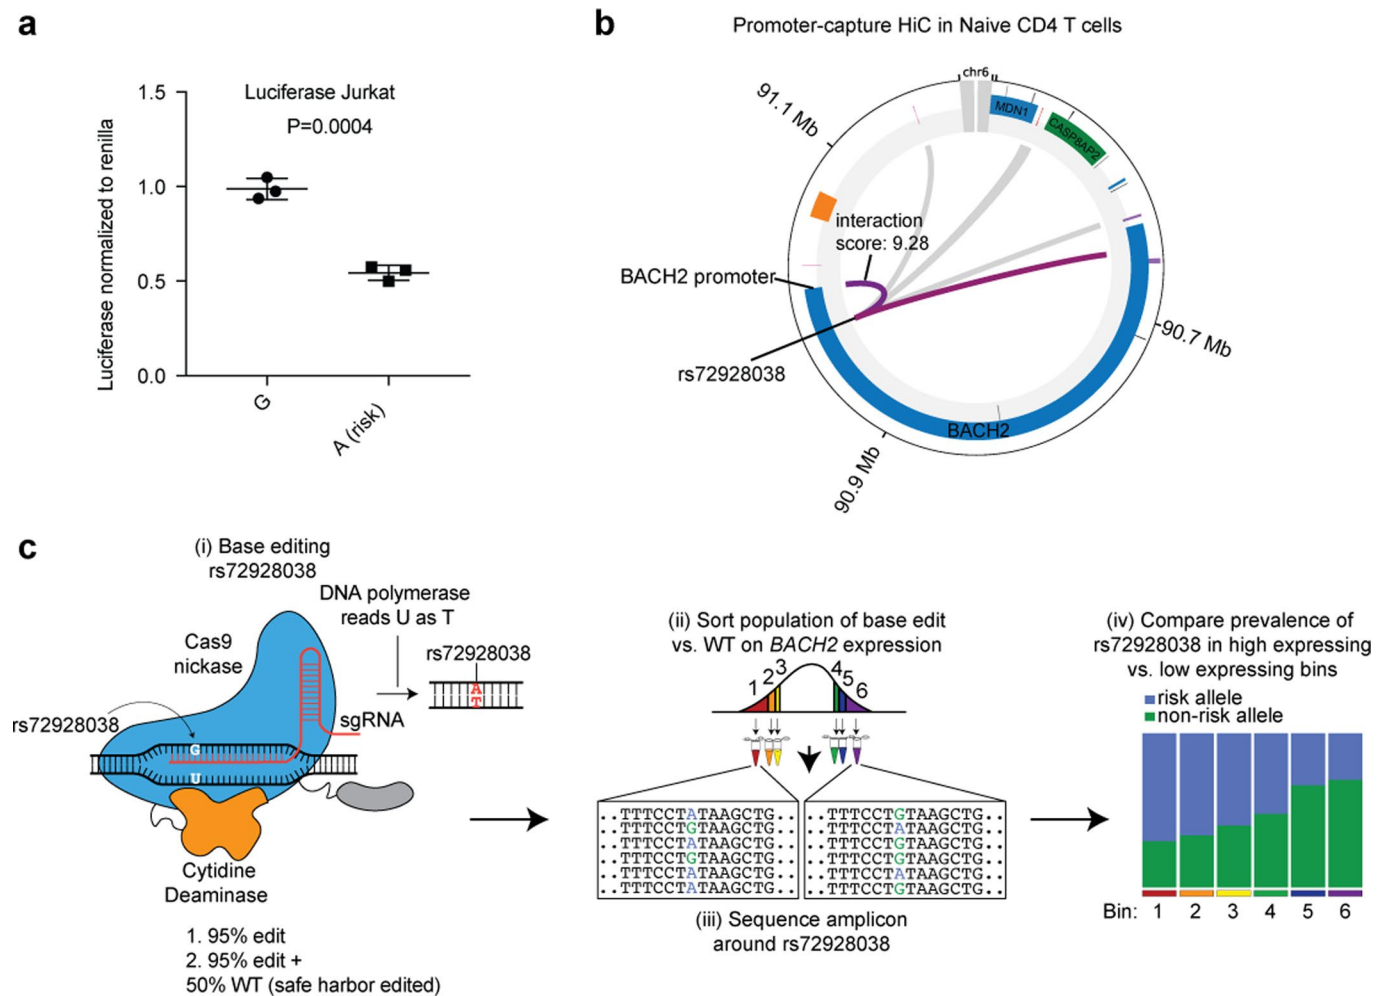 a
Luciferase Jurkat
P=0.0004
Luciferase normalized to renilla
1.5
1.0
0.5
0.0
G
A (risk)
b
Promoter-capture HiC in Naive CD4 T cells
chr6
MDN1
CASP8AP2
91.1 Mb
interaction
score: 9.28
BACH2 promoter
rs72928038
90.7 Mb
BACH2
90.9 Mb
c
(i) Base editing
rs72928038
DNA polymerase
reads U as T
Cas9
nickase
rs72928038
A
T
sgRNA
rs72928038
G
U
Cytidine
Deaminase
1. 95% edit
2. 95% edit +
50% WT (safe harbor edited)
(ii) Sort population of base edit
vs. WT on BACH2 expression
1 2 3 4 5 6
..TTTCCTATAAGCTG..
..TTTCCTGTAAGCTG..
..TTTCCTATAAGCTG..
..TTTCCTGTAAGCTG..
..TTTCCTATAAGCTG..
..TTTCCTATAAGCTG..
..TTTCCTGTAAGCTG..
..TTTCCTATAAGCTG..
..TTTCCTGTAAGCTG..
..TTTCCTGTAAGCTG..
..TTTCCTATAAGCTG..
..TTTCCTGTAAGCTG..
(iii) Sequence amplicon
around rs72928038
(iv) Compare prevalence of
rs72928038 in high expressing
vs. low expressing bins
risk allele
non-risk allele
Bin: 1 2 3 4 5 6